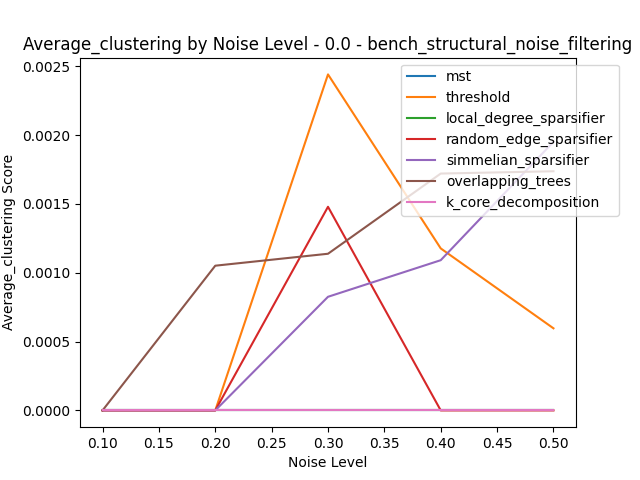 Average_clustering by Noise Level - 0.0 - bench_structural_noise_filtering
0.0025
0.0020
0.0015
0.0010
0.0005
0.0000
Average_clustering Score
mst
threshold
local_degree_sparsifier
random_edge_sparsifier
simmelian_sparsifier
overlapping_trees
k_core_decomposition
0.10 0.15 0.20 0.25 0.30 0.35 0.40 0.45 0.50
Noise Level